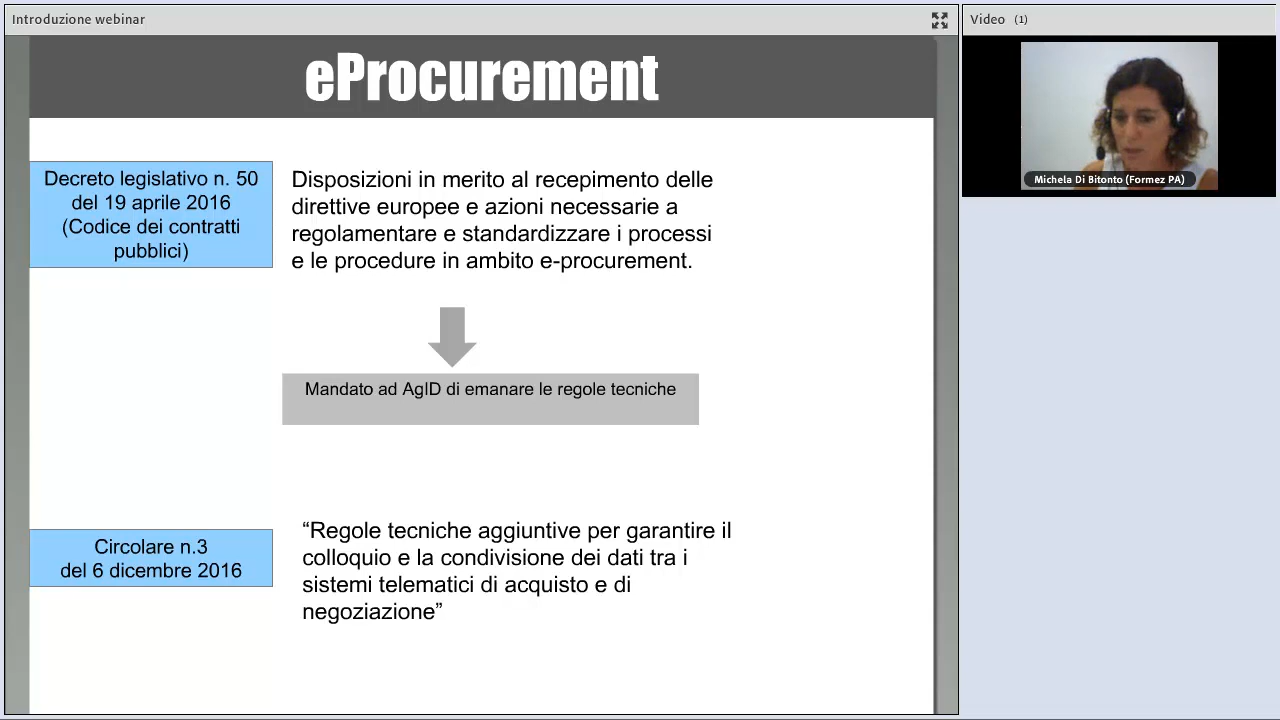 Introduzione webinar
Video (1)
eProcurement
Decreto legislativo n. 50
del 19 aprile 2016
(Codice dei contratti
pubblici)
Disposizioni in merito al recepimento delle
direttive europee e azioni necessarie a
regolamentare e standardizzare i processi
e le procedure in ambito e-procurement.
Mandato ad AgID di emanare le regole tecniche
Circolare n.3
del 6 dicembre 2016
“Regole tecniche aggiuntive per garantire il
colloquio e la condivisione dei dati tra i
sistemi telematici di acquisto e di
negoziazione”
Michela Di Bitonto (Formez PA)